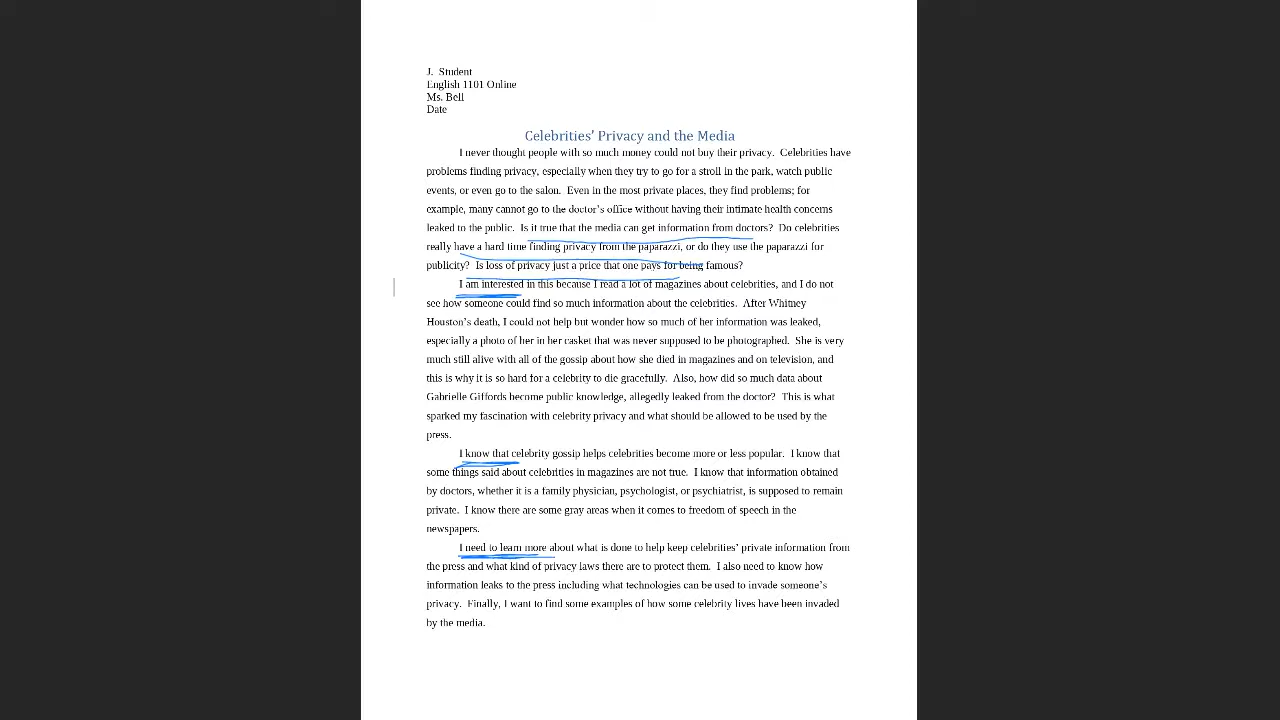 J.  Student
English 1101 Online
Ms. Bell
Date
Celebrities' Privacy and the Media
I never thought people with so much money could not buy their privacy.  Celebrities have
problems finding privacy, especially when they try to go for a stroll in the park, watch public
events, or even go to the salon.  Even in the most private places, they find problems; for
example, many cannot go to the doctor's office without having their intimate health concerns
leaked to the public.  Is it true that the media can get information from doctors?  Do celebrities
really have a hard time finding privacy from the paparazzi, or do they use the paparazzi for
publicity?  Is loss of privacy just a price that one pays for being famous?
I am interested in this because I read a lot of magazines about celebrities, and I do not
see how someone could find so much information about the celebrities.  After Whitney
Houston's death, I could not help but wonder how so much of her information was leaked,
especially a photo of her in her casket that was never supposed to be photographed.  She is very
much still alive with all of the gossip about how she died in magazines and on television, and
this is why it is so hard for a celebrity to die gracefully.  Also, how did so much data about
Gabrielle Giffords become public knowledge, allegedly leaked from the doctor?  This is what
sparked my fascination with celebrity privacy and what should be allowed to be used by the
press.
I know that celebrity gossip helps celebrities become more or less popular.  I know that
some things said about celebrities in magazines are not true.  I know that information obtained
by doctors, whether it is a family physician, psychologist, or psychiatrist, is supposed to remain
private.  I know there are some gray areas when it comes to freedom of speech in the
newspapers.
I need to learn more about what is done to help keep celebrities' private information from
the press and what kind of privacy laws there are to protect them.  I also need to know how
information leaks to the press including what technologies can be used to invade someone's
privacy.  Finally, I want to find some examples of how some celebrity lives have been invaded
by the media.